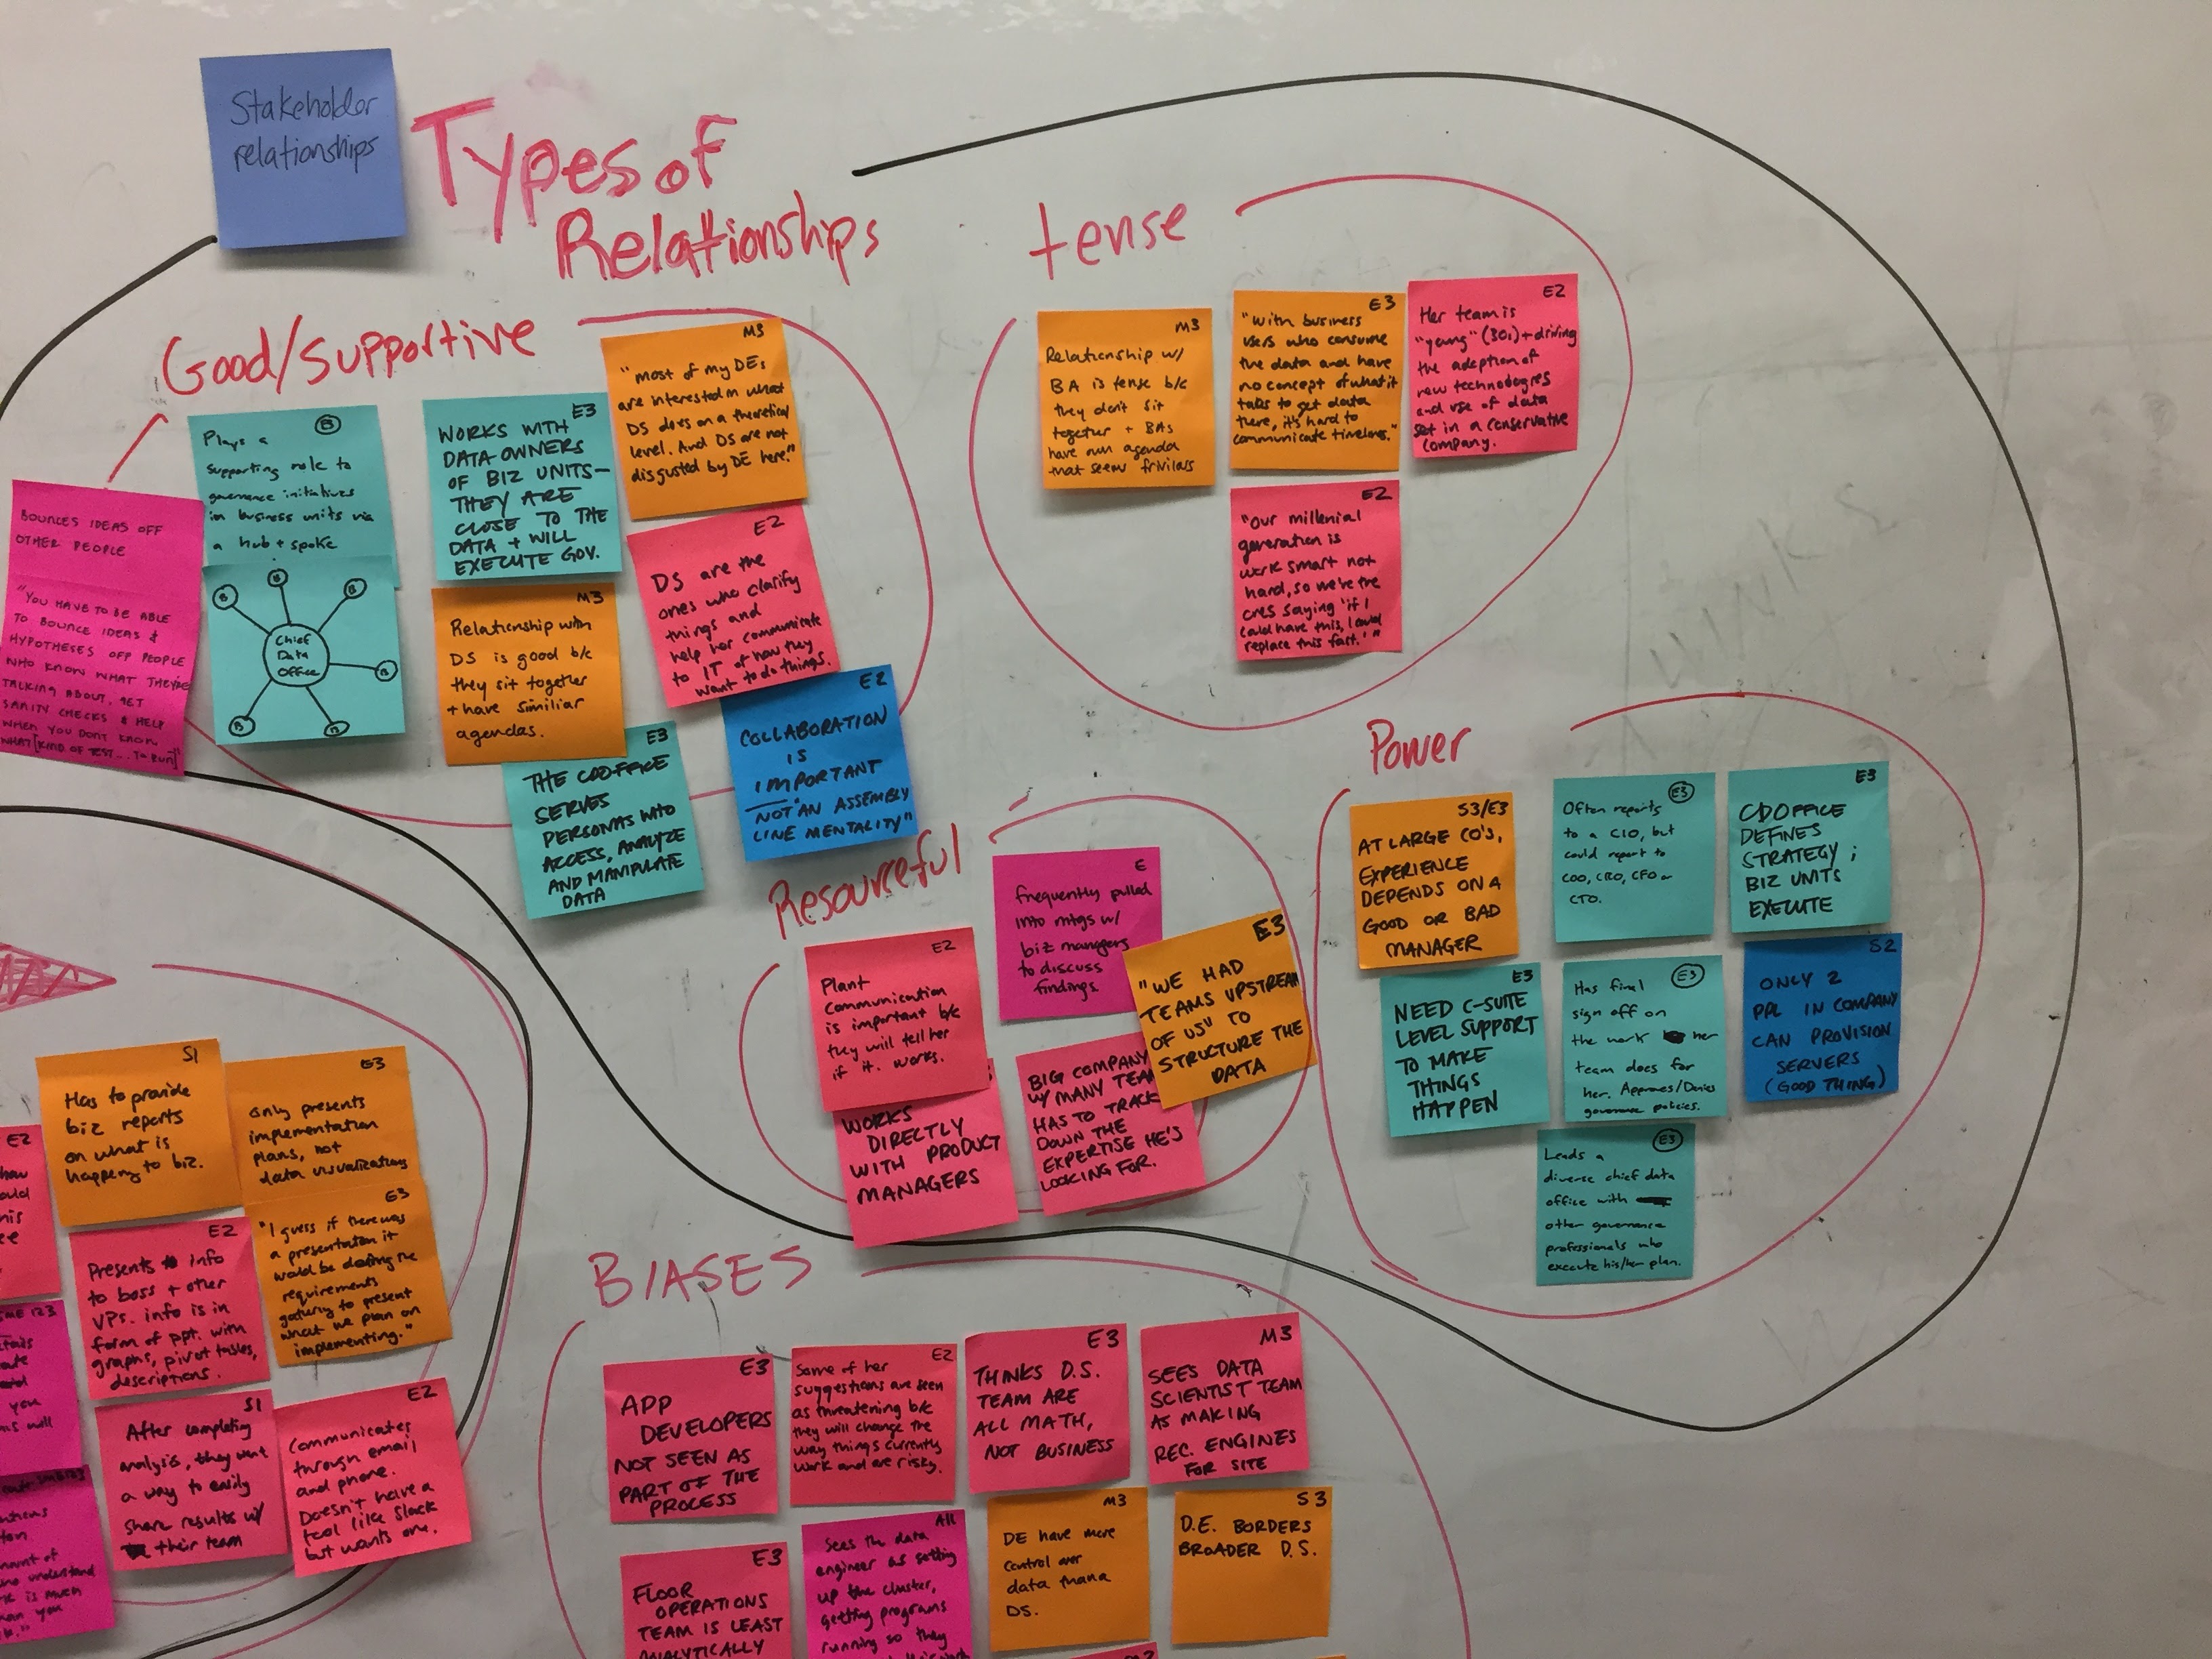 Stakeholder
relationships
Types of
Relationships
Good/Supportive
BOUNCES IDEAS OFF
OTHER PEOPLE
"YOU HAVE TO BE ABLE
TO BOUNCE IDEAS &
HYPOTHESES OFF PEOPLE
WHO KNOW WHAT THEY'RE
TALKING ABOUT, GET
SANITY CHECKS & HELP
WHEN YOU DON'T KNOW
WHAT [KIND OF TEST... TO RUN]"
B
Plays a
supporting role to
governance initiatives
in business units via
a hub + spoke
B
B
B
B
B
B
Chief
Data
Office
E3
WORKS WITH
DATA OWNERS
OF BIZ UNITS—
THEY ARE
CLOSE TO THE
DATA + WILL
EXECUTE GOV.
M3
"most of my DEs
are interested in what
DS does on a theoretical
level. And DS are not
disgusted by DE here."
M3
Relationship with
DS is good b/c
they sit together
+ have similiar
agendas.
E2
DS are the
ones who clarify
things and
help her communicate
to IT of how they
want to do things.
E3
THE CDOFFICE
SERVES
PERSONAS WHO
ACCESS, ANALYZE
AND MANIPULATE
DATA
E2
COLLABORATION
IS
IMPORTANT
NOT AN ASSEMBLY
LINE MENTALITY"
tense
M3
Relationship w/
BA is tense b/c
they don't sit
together + BAs
have own agenda
that seem frivilous
E3
"with business
users who consume
the data and have
no concept of what it
takes to get data
there, it's hard to
communicate timelines."
E2
Her team is
"young" (30s) + driving
the adoption of
new technologies
and use of data
set in a conservative
company.
E2
"our millenial
generation is
work smart not
hard, so we're the
ones saying 'if I
could have this, I could
replace this fast.'"
Resourceful
E2
Plant
communication
is important b/c
they will tell her
if it works.
E
frequently pulled
into mtgs w/
biz managers
to discuss
findings.
E3
"WE HAD
TEAMS UPSTREAM
OF US" TO
STRUCTURE THE
DATA
WORKS
DIRECTLY
WITH PRODUCT
MANAGERS
BIG COMPANY
W/ MANY TEAM
HAS TO TRACK
DOWN THE
EXPERTISE HE'S
LOOKING FOR.
Power
S3/E3
AT LARGE CO'S,
EXPERIENCE
DEPENDS ON A
GOOD OR BAD
MANAGER
E3
Often reports
to a CIO, but
could report to
COO, CRO, CFO or
CTO.
E3
CDOFFICE
DEFINES
STRATEGY;
BIZ UNITS
EXECUTE
E3
NEED C-SUITE
LEVEL SUPPORT
TO MAKE
THINGS
HAPPEN
E3
Has final
sign off on
the work her
team does for
her. Approves/Denies
governance policies.
S2
ONLY 2
PPL IN COMPANY
CAN PROVISION
SERVERS
(GOOD THING)
E3
Leads a
diverse chief data
office with
other governance
professionals who
execute his/her plan.
S1
Has to provide
biz reports
on what is
happening to biz.
E3
only presents
implementation
plans, not
data visualization
E2
Presents info
to boss + other
VPs. info is in
form of ppt. with
graphs, pivot tables,
descriptions.
E3
"I guess if there was
a presentation it
would be during the
requirements
gathering to present
what we plan on
implementing."
S1
After completing
analysis, they want
a way to easily
share results w/
their team
E2
Communicates
through email
and phone.
Doesn't have a
tool like Slack
but wants one.
E2
BIASES
E3
APP
DEVELOPERS
NOT SEEN AS
PART OF THE
PROCESS
E2
Some of her
suggestions are seen
as threatening b/c
they will change the
way things currently
work and are risky.
E3
THINKS D.S.
TEAM ARE
ALL MATH,
NOT BUSINESS
M3
SEES DATA
SCIENTIST TEAM
AS MAKING
REC. ENGINES
FOR SITE
E3
FLOOR
OPERATIONS
TEAM IS LEAST
ANALYTICALLY
All
Sees the data
engineer as setting
up the cluster,
getting programs
running so they
M3
DE have more
control over
data than a
DS.
S3
D.E. BORDERS
BROADER D.S.